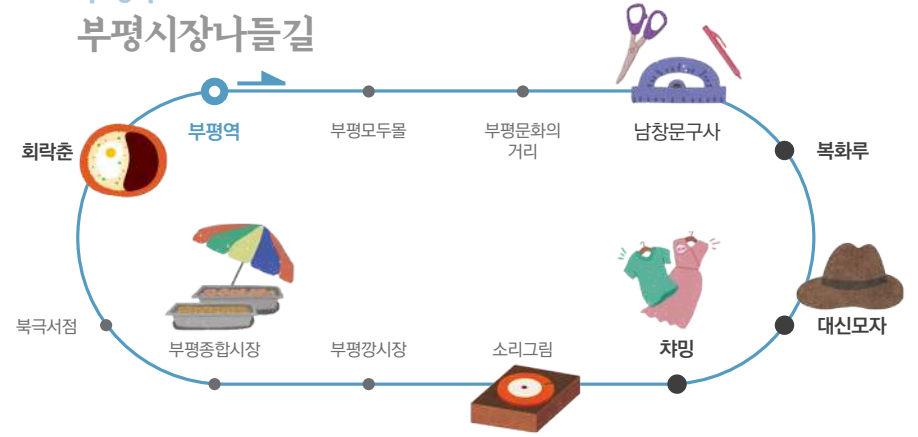 부평시장나들길
부평역
부평모두몰
부평문화의
거리
남창문구사
복화루
대신모자
챠밍
소리그림
부평깡시장
부평종합시장
북극서점
회락춘